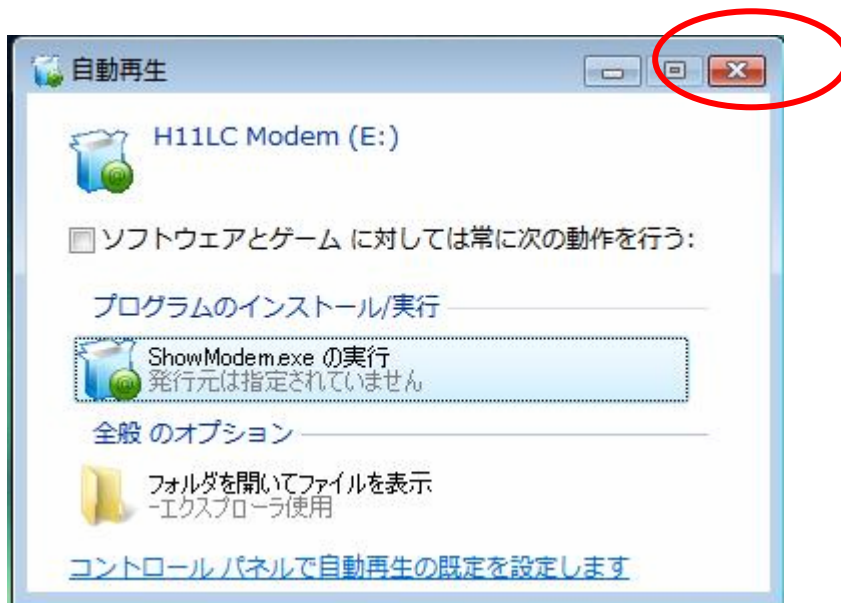 自動再生
H11LC Modem (E:)
ソフトウェアとゲーム に対しては常に次の動作を行う:
プログラムのインストール/実行
ShowModem.exe の実行
発行元は指定されていません
全般 のオプション
フォルダを開いてファイルを表示
-エクスプローラ使用
コントロール パネルで自動再生の既定を設定します